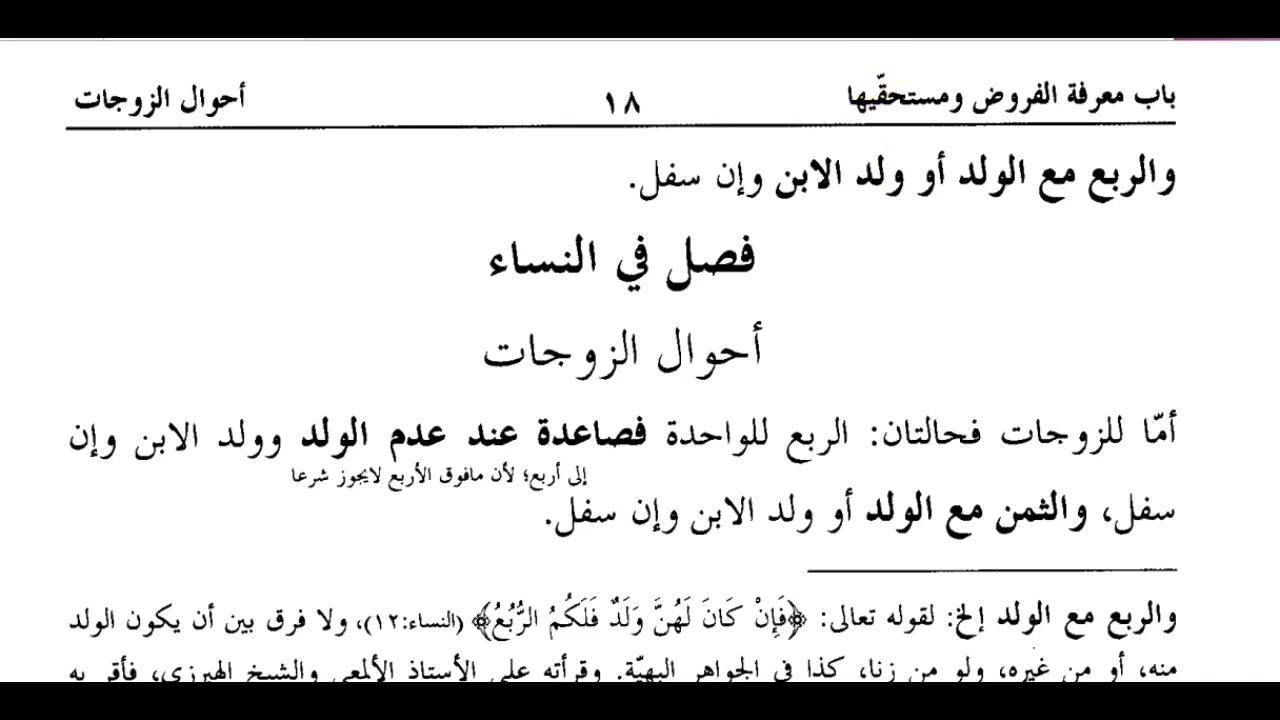 باب معرفة الفروض ومستحقّيها ١٨ أحوال الزوجات
والربع مع الولد أو ولد الابن وإن سفل.
فصل في النساء
أحوال الزوجات
أمّا للزوجات فحالتان: الربع للواحدة فصاعدة عند عدم الولد وولد الابن وإن
إلى أربع؛ لأن مافوق الأربع لايجوز شرعا
سفل، والثمن مع الولد أو ولد الابن وإن سفل.
والربع مع الولد إلخ: لقوله تعالى: ﴿فَإِنْ كَانَ لَهُنَّ وَلَدٌ فَلَكُمُ الرُّبُعُ﴾ (النساء:١٢)، ولا فرق بين أن يكون الولد
منه، أو من غيره، ولو من زنا، كذا في الجواهر البهيّة. وقرأته على الأستاذ الألمعي والشيخ الهبرزي، فأقر به